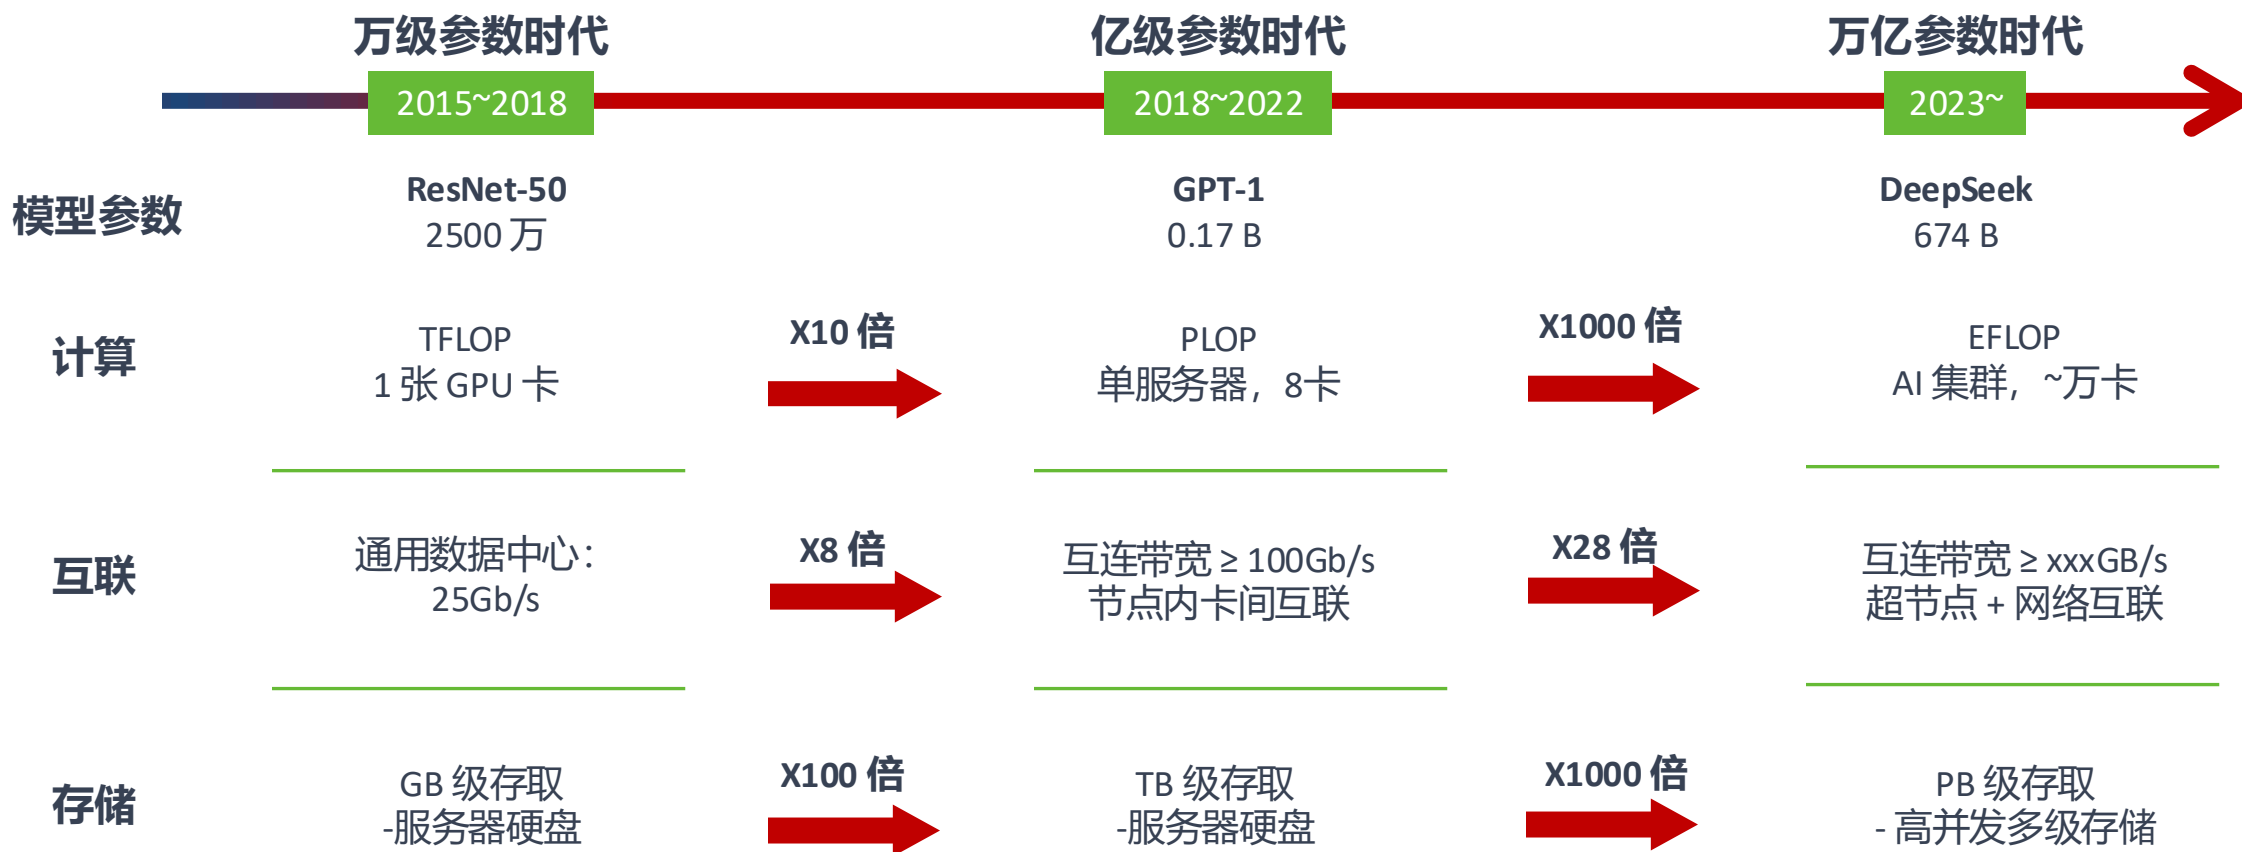 万级参数时代
亿级参数时代
万亿参数时代
2015~2018
2018~2022
2023~
模型参数
ResNet-50
2500 万
GPT-1
0.17 B
DeepSeek
674 B
计算
TFLOP
1 张 GPU 卡
X10 倍
PLOP
单服务器，8卡
X1000 倍
EFLOP
AI 集群，~万卡
互联
通用数据中心：
25Gb/s
X8 倍
互连带宽 ≥ 100Gb/s
节点内卡间互联
X28 倍
互连带宽 ≥ xxxGB/s
超节点 + 网络互联
存储
GB 级存取
-服务器硬盘
X100 倍
TB 级存取
-服务器硬盘
X1000 倍
PB 级存取
- 高并发多级存储